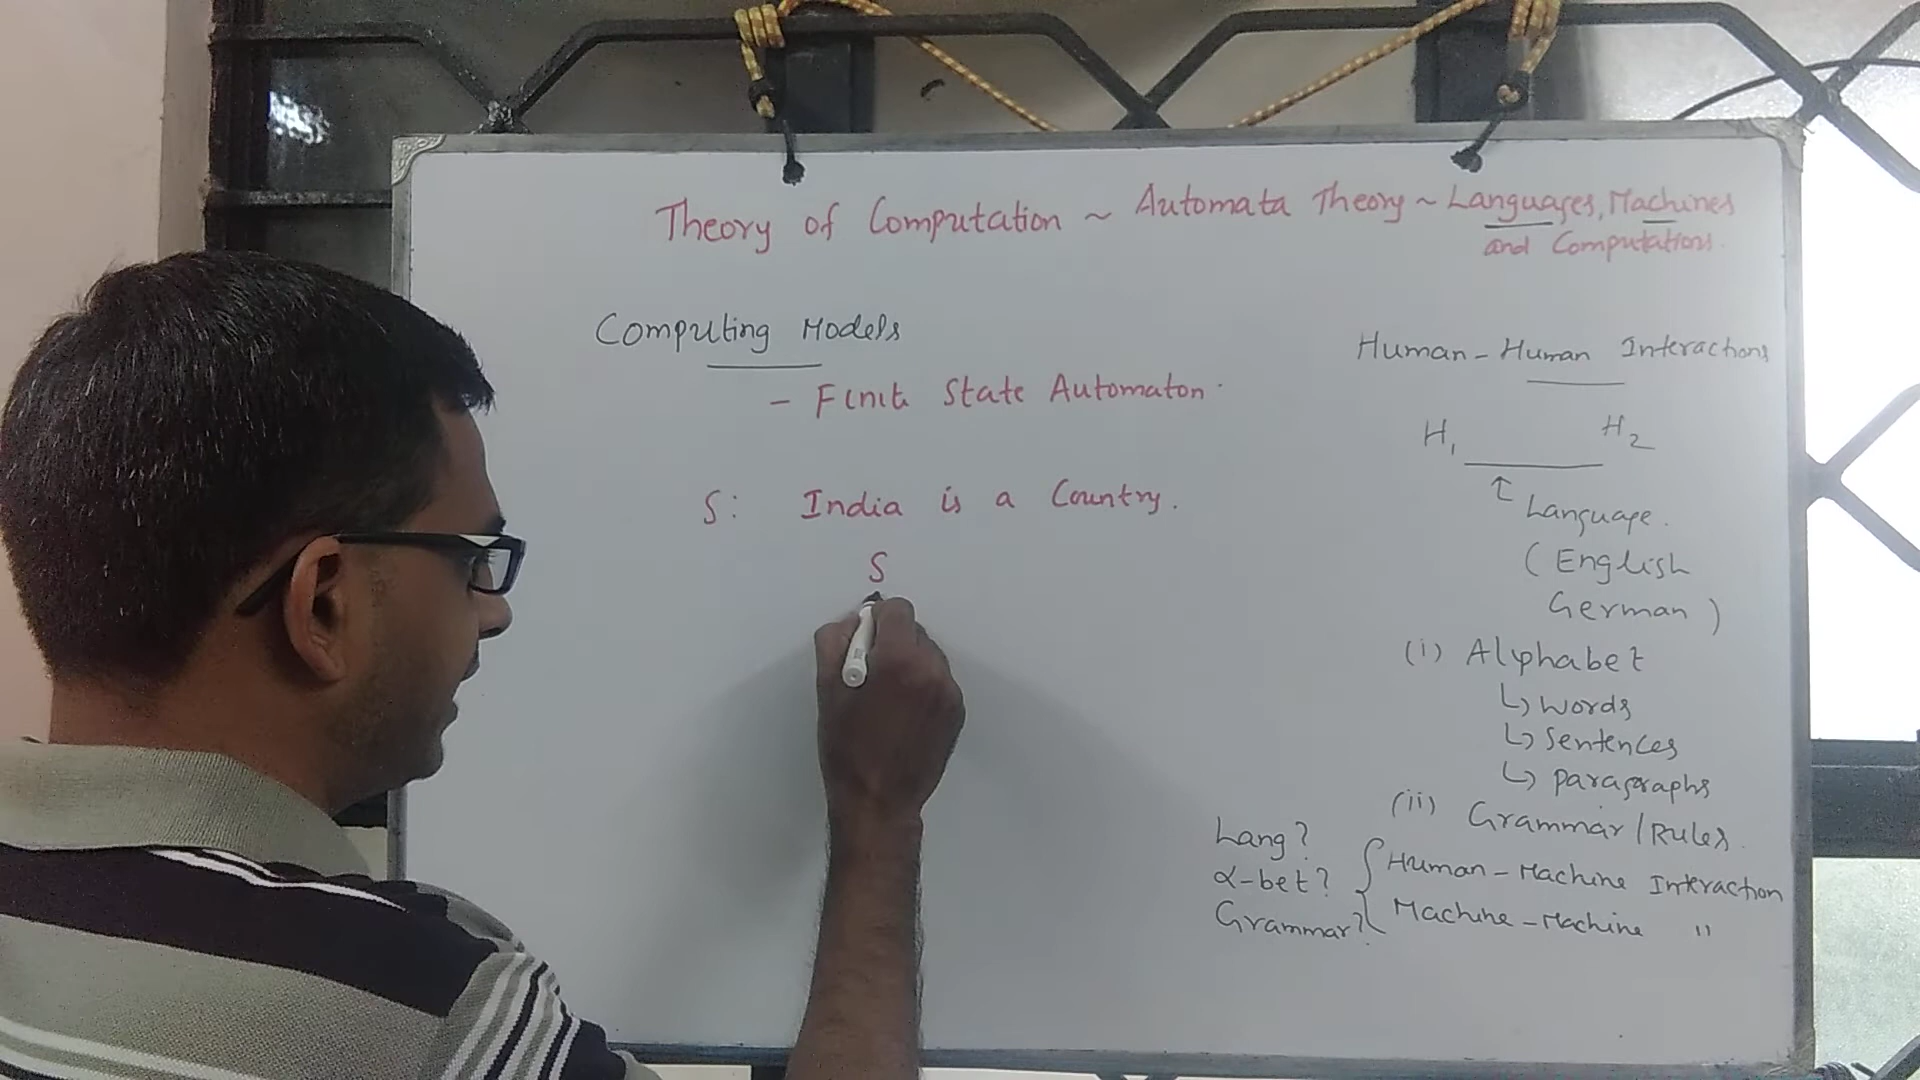 Theory of Computation ~ Automata Theory ~ Languages, Machines
and Computations.
Computing Models
- Finite State Automaton.
S: India is a Country.
S
Human - Human Interactions
H1 H2
Language.
(English
German)
(i) Alphabet
↳ words
↳ Sentences
↳ paragraphs
(ii) Grammar / Rules.
Lang?
α-bet?
Grammar?
{ Human - Machine Interaction
Machine - Machine "